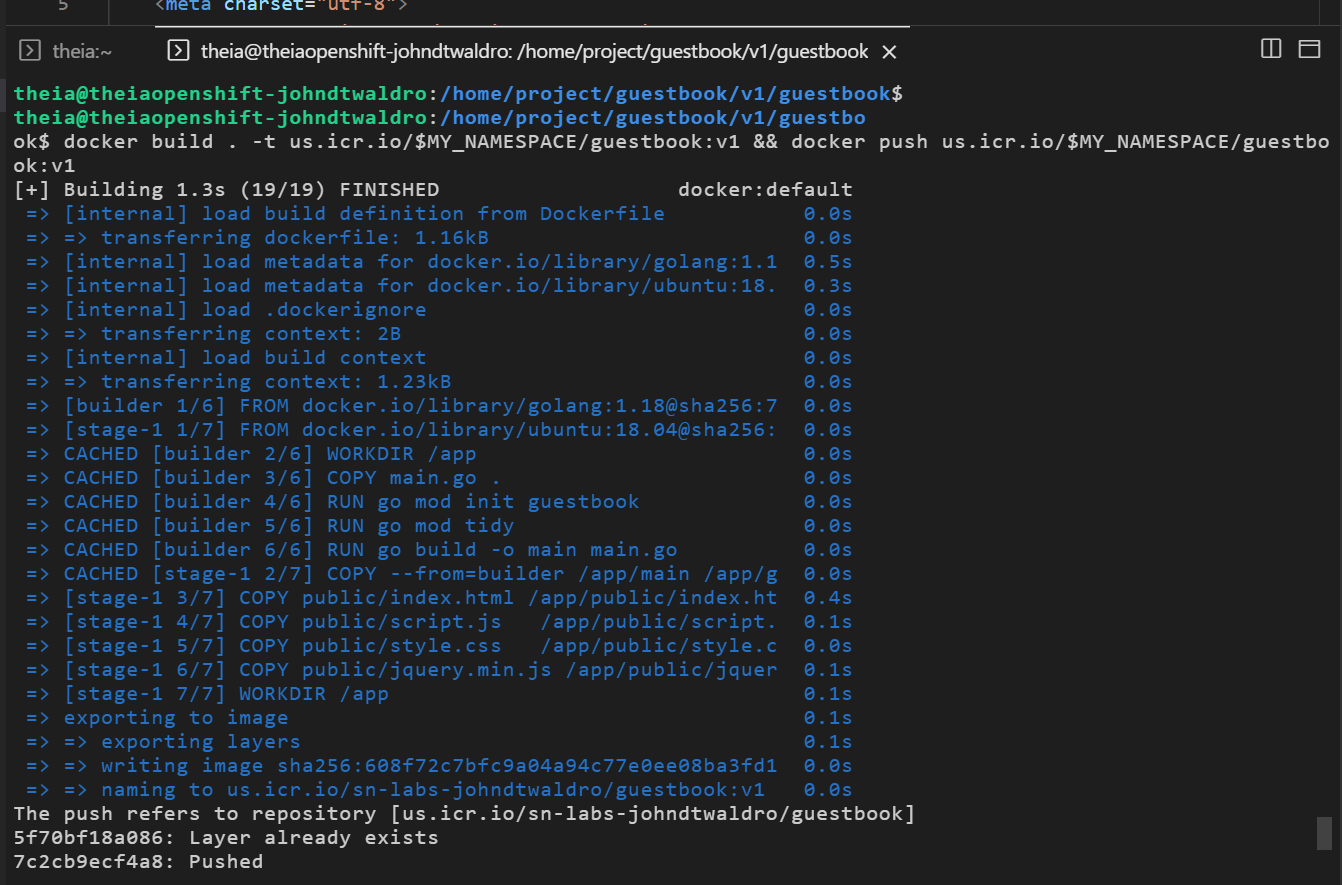 5 <meta charset="utf-8">
theia:~ theia@theiaopenshift-johndtwaldro: /home/project/guestbook/v1/guestbook
theia@theiaopenshift-johndtwaldro:/home/project/guestbook/v1/guestbook$
theia@theiaopenshift-johndtwaldro:/home/project/guestbook/v1/guestbo
ok$ docker build . -t us.icr.io/$MY_NAMESPACE/guestbook:v1 && docker push us.icr.io/$MY_NAMESPACE/guestbo
ok:v1
[+] Building 1.3s (19/19) FINISHED docker:default
=> [internal] load build definition from Dockerfile 0.0s
=> => transferring dockerfile: 1.16kB 0.0s
=> [internal] load metadata for docker.io/library/golang:1.1 0.5s
=> [internal] load metadata for docker.io/library/ubuntu:18. 0.3s
=> [internal] load .dockerignore 0.0s
=> => transferring context: 2B 0.0s
=> [internal] load build context 0.0s
=> => transferring context: 1.23kB 0.0s
=> [builder 1/6] FROM docker.io/library/golang:1.18@sha256:7 0.0s
=> [stage-1 1/7] FROM docker.io/library/ubuntu:18.04@sha256: 0.0s
=> CACHED [builder 2/6] WORKDIR /app 0.0s
=> CACHED [builder 3/6] COPY main.go . 0.0s
=> CACHED [builder 4/6] RUN go mod init guestbook 0.0s
=> CACHED [builder 5/6] RUN go mod tidy 0.0s
=> CACHED [builder 6/6] RUN go build -o main main.go 0.0s
=> CACHED [stage-1 2/7] COPY --from=builder /app/main /app/g 0.0s
=> [stage-1 3/7] COPY public/index.html /app/public/index.ht 0.4s
=> [stage-1 4/7] COPY public/script.js /app/public/script. 0.1s
=> [stage-1 5/7] COPY public/style.css /app/public/style.c 0.0s
=> [stage-1 6/7] COPY public/jquery.min.js /app/public/jquer 0.1s
=> [stage-1 7/7] WORKDIR /app 0.1s
=> exporting to image 0.1s
=> => exporting layers 0.1s
=> => writing image sha256:608f72c7bfc9a04a94c77e0ee08ba3fd1 0.0s
=> => naming to us.icr.io/sn-labs-johndtwaldro/guestbook:v1 0.0s
The push refers to repository [us.icr.io/sn-labs-johndtwaldro/guestbook]
5f70bf18a086: Layer already exists
7c2cb9ecf4a8: Pushed